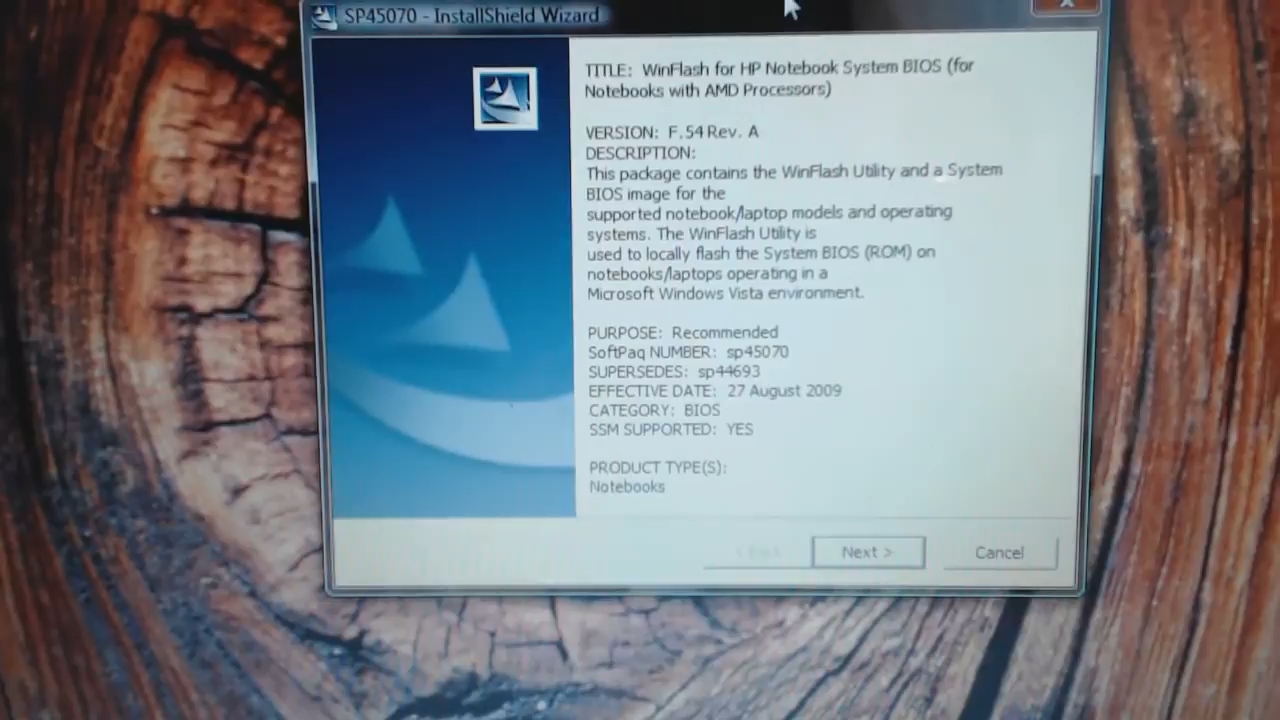 SP45070 - InstallShield Wizard
X
TITLE: WinFlash for HP Notebook System BIOS (for
Notebooks with AMD Processors)
VERSION: F.54 Rev. A
DESCRIPTION:
This package contains the WinFlash Utility and a System
BIOS image for the
supported notebook/laptop models and operating
systems. The WinFlash Utility is
used to locally flash the System BIOS (ROM) on
notebooks/laptops operating in a
Microsoft Windows Vista environment.
PURPOSE: Recommended
SoftPaq NUMBER: sp45070
SUPERSEDES: sp44693
EFFECTIVE DATE: 27 August 2009
CATEGORY: BIOS
SSM SUPPORTED: YES
PRODUCT TYPE(S):
Notebooks
< Back Next > Cancel